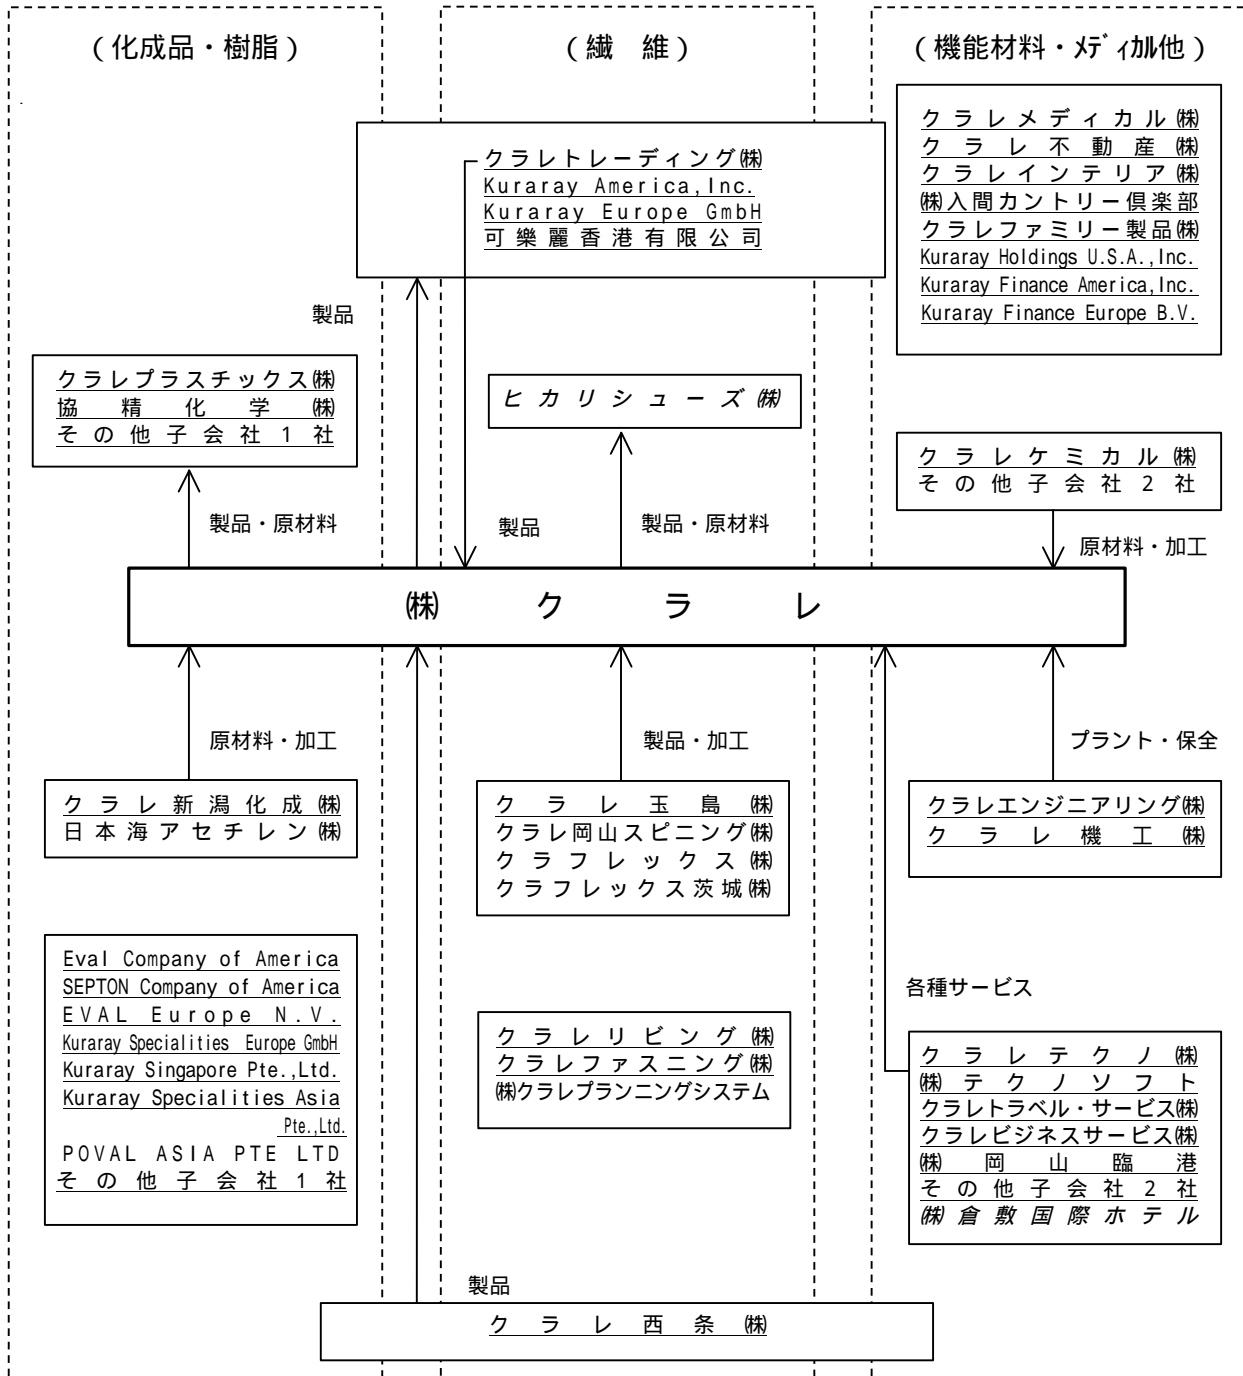 （化成品・樹脂）
（繊　維）
（機能材料・ﾒﾃﾞｨｶﾙ他）
クラレトレーディング㈱
Kuraray America,Inc.
Kuraray Europe GmbH
可樂麗香港有限公司
クラレメディカル㈱
クラレ不動産㈱
クラレインテリア㈱
㈱入間カントリー倶楽部
クラレファミリー製品㈱
Kuraray Holdings U.S.A.,Inc.
Kuraray Finance America,Inc.
Kuraray Finance Europe B.V.
製品
クラレプラスチックス㈱
協精化学㈱
その他子会社1社
ヒカリシューズ㈱
クラレケミカル㈱
その他子会社2社
製品・原材料
製品
製品・原材料
原材料・加工
㈱クラレ
原材料・加工
製品・加工
プラント・保全
クラレ新潟化成㈱
日本海アセチレン㈱
クラレ玉島㈱
クラレ岡山スピニング㈱
クラフレックス㈱
クラフレックス茨城㈱
クラレエンジニアリング㈱
クラレ機工㈱
Eval Company of America
SEPTON Company of America
EVAL Europe N.V.
Kuraray Specialities Europe GmbH
Kuraray Singapore Pte.,Ltd.
Kuraray Specialities Asia
Pte.,Ltd.
POVAL ASIA PTE LTD
その他子会社1社
クラレリビング㈱
クラレファスニング㈱
㈱クラレプランニングシステム
各種サービス
クラレテクノ㈱
㈱テクノソフト
クラレトラベル・サービス㈱
クラレビジネスサービス㈱
㈱岡山臨港
その他子会社2社
㈱倉敷国際ホテル
製品
クラレ西条㈱